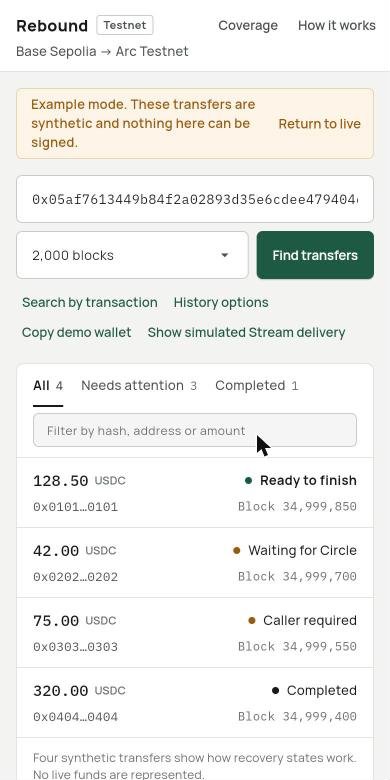 Rebound Testnet Coverage How it works
Base Sepolia → Arc Testnet
Example mode. These transfers are
synthetic and nothing here can be
signed.
Return to live
0x05af7613449b84f2a02893d35e6cdee479404
2,000 blocks Find transfers
Search by transaction History options
Copy demo wallet Show simulated Stream delivery
All 4 Needs attention 3 Completed 1
Filter by hash, address or amount
128.50 USDC Ready to finish
0x0101…0101 Block 34,999,850
42.00 USDC Waiting for Circle
0x0202…0202 Block 34,999,700
75.00 USDC Caller required
0x0303…0303 Block 34,999,550
320.00 USDC Completed
0x0404…0404 Block 34,999,400
Four synthetic transfers show how recovery states work.
No live funds are represented.